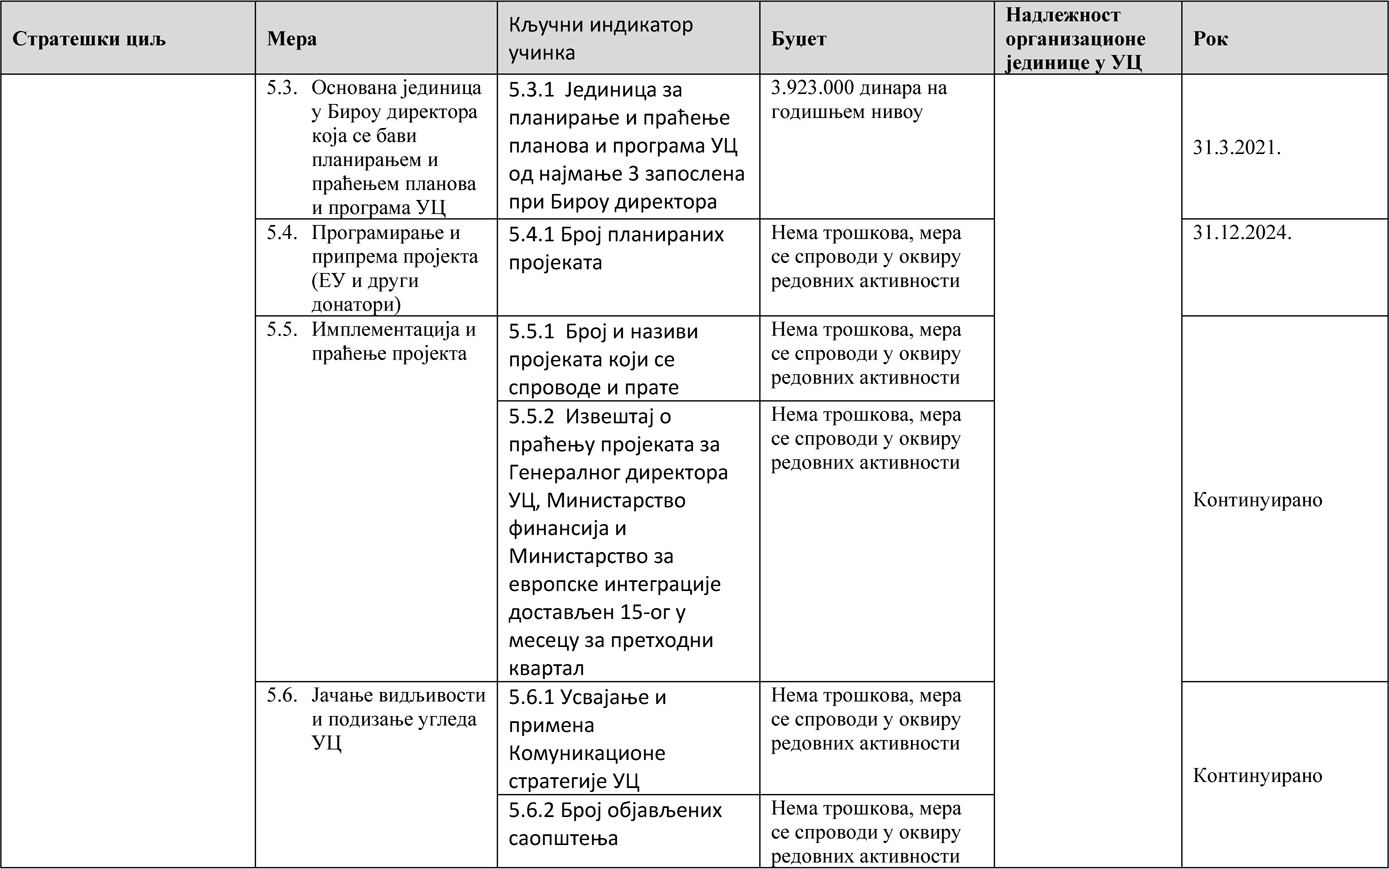 Стратешки циљ
Мера
Кључни индикатор
учинка
Буџет
Надлежност
организационе
јединице у УЦ
Рок
5.3. Основана јединица
у Бироу директора
која се бави
планирањем и
праћењем планова
и програма УЦ
5.3.1 Јединица за
планирање и праћење
планова и програма УЦ
од најмање 3 запослена
при Бироу директора
3.923.000 динара на
годишњем нивоу
31.3.2021.
5.4. Програмирање и
припрема пројекта
(ЕУ и други
донатори)
5.4.1 Број планираних
пројеката
Нема трошкова, мера
се спроводи у оквиру
редовних активности
31.12.2024.
5.5. Имплементација и
праћење пројекта
5.5.1 Број и називи
пројеката који се
спроводе и прате
Нема трошкова, мера
се спроводи у оквиру
редовних активности
5.5.2 Извештај о
праћењу пројеката за
Генералног директора
УЦ, Министарство
финансија и
Министарство за
европске интеграције
достављен 15-ог у
месецу за претходни
квартал
Нема трошкова, мера
се спроводи у оквиру
редовних активности
Континуирано
5.6. Јачање видљивости
и подизање угледа
УЦ
5.6.1 Усвајање и
примена
Комуникационе
стратегије УЦ
Нема трошкова, мера
се спроводи у оквиру
редовних активности
5.6.2 Број објављених
саопштења
Нема трошкова, мера
се спроводи у оквиру
редовних активности
Континуирано